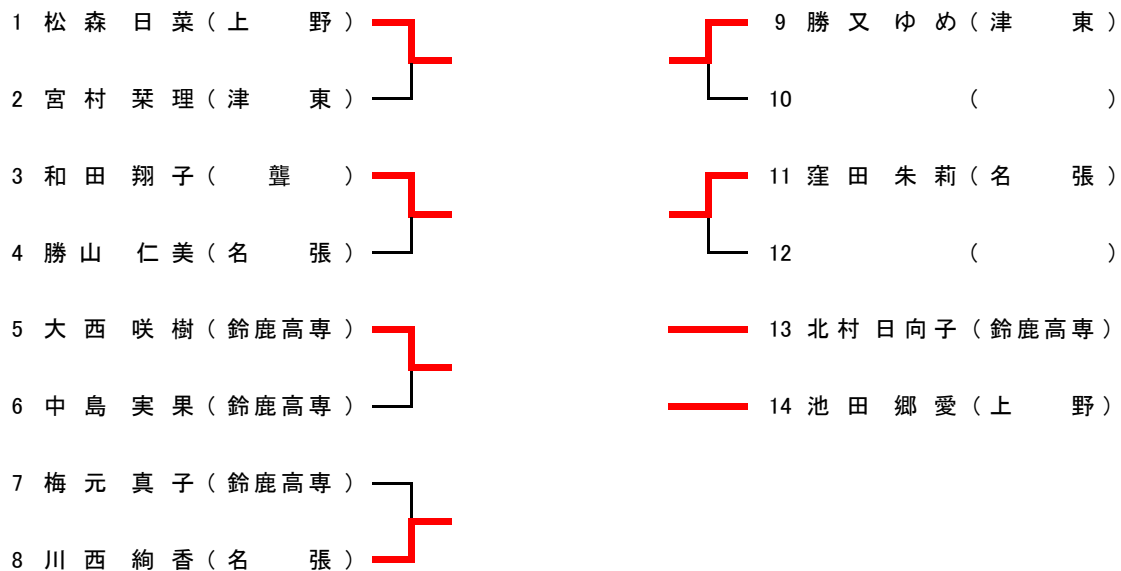 1 松森 日菜(上 野)
2 宮村 栞理(津 東)
3 和田 翔子( 聾 )
4 勝山 仁美(名 張)
5 大西 咲樹(鈴鹿高専)
6 中島 実果(鈴鹿高専)
7 梅元 真子(鈴鹿高専)
8 川西 絢香(名 張)
9 勝又 ゆめ(津 東)
10 ( )
11 窪田 朱莉(名 張)
12 ( )
13 北村 日向子(鈴鹿高専)
14 池田 郷愛(上 野)